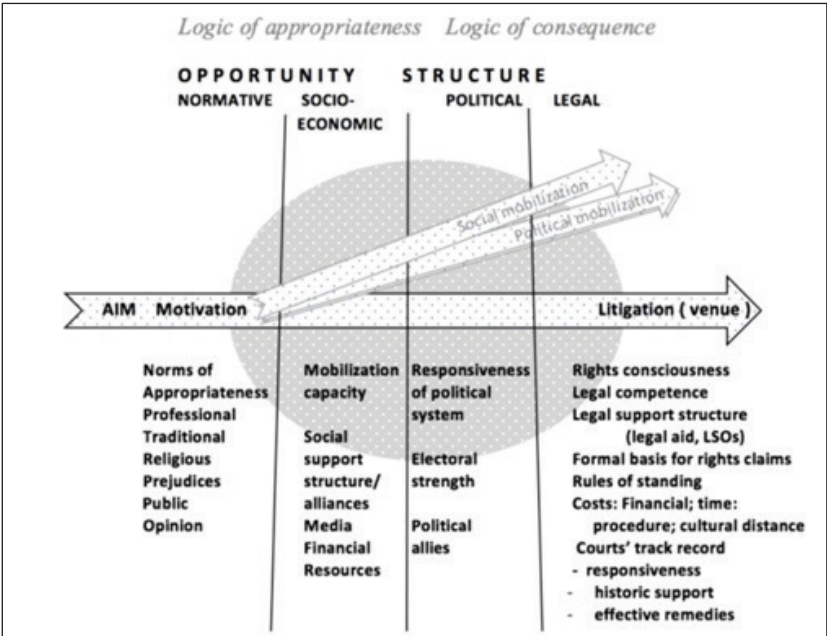 Logic of appropriateness Logic of consequence
OPPORTUNITY STRUCTURE
NORMATIVE SOCIO-ECONOMIC POLITICAL LEGAL
Social mobilization
Political mobilization
AIM Motivation Litigation ( venue )
Norms of
Appropriateness
Professional
Traditional
Religious
Prejudices
Public
Opinion
Mobilization
capacity
Social
support
structure/
alliances
Media
Financial
Resources
Responsiveness
of political
system
Electoral
strength
Political
allies
Rights consciousness
Legal competence
Legal support structure
(legal aid, LSOs)
Formal basis for rights claims
Rules of standing
Costs: Financial; time:
procedure; cultural distance
Courts' track record
- responsiveness
- historic support
- effective remedies